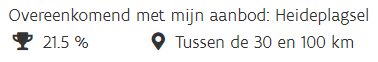 Overeenkomend met mijn aanbod: Heideplagsel
21.5 % Tussen de 30 en 100 km